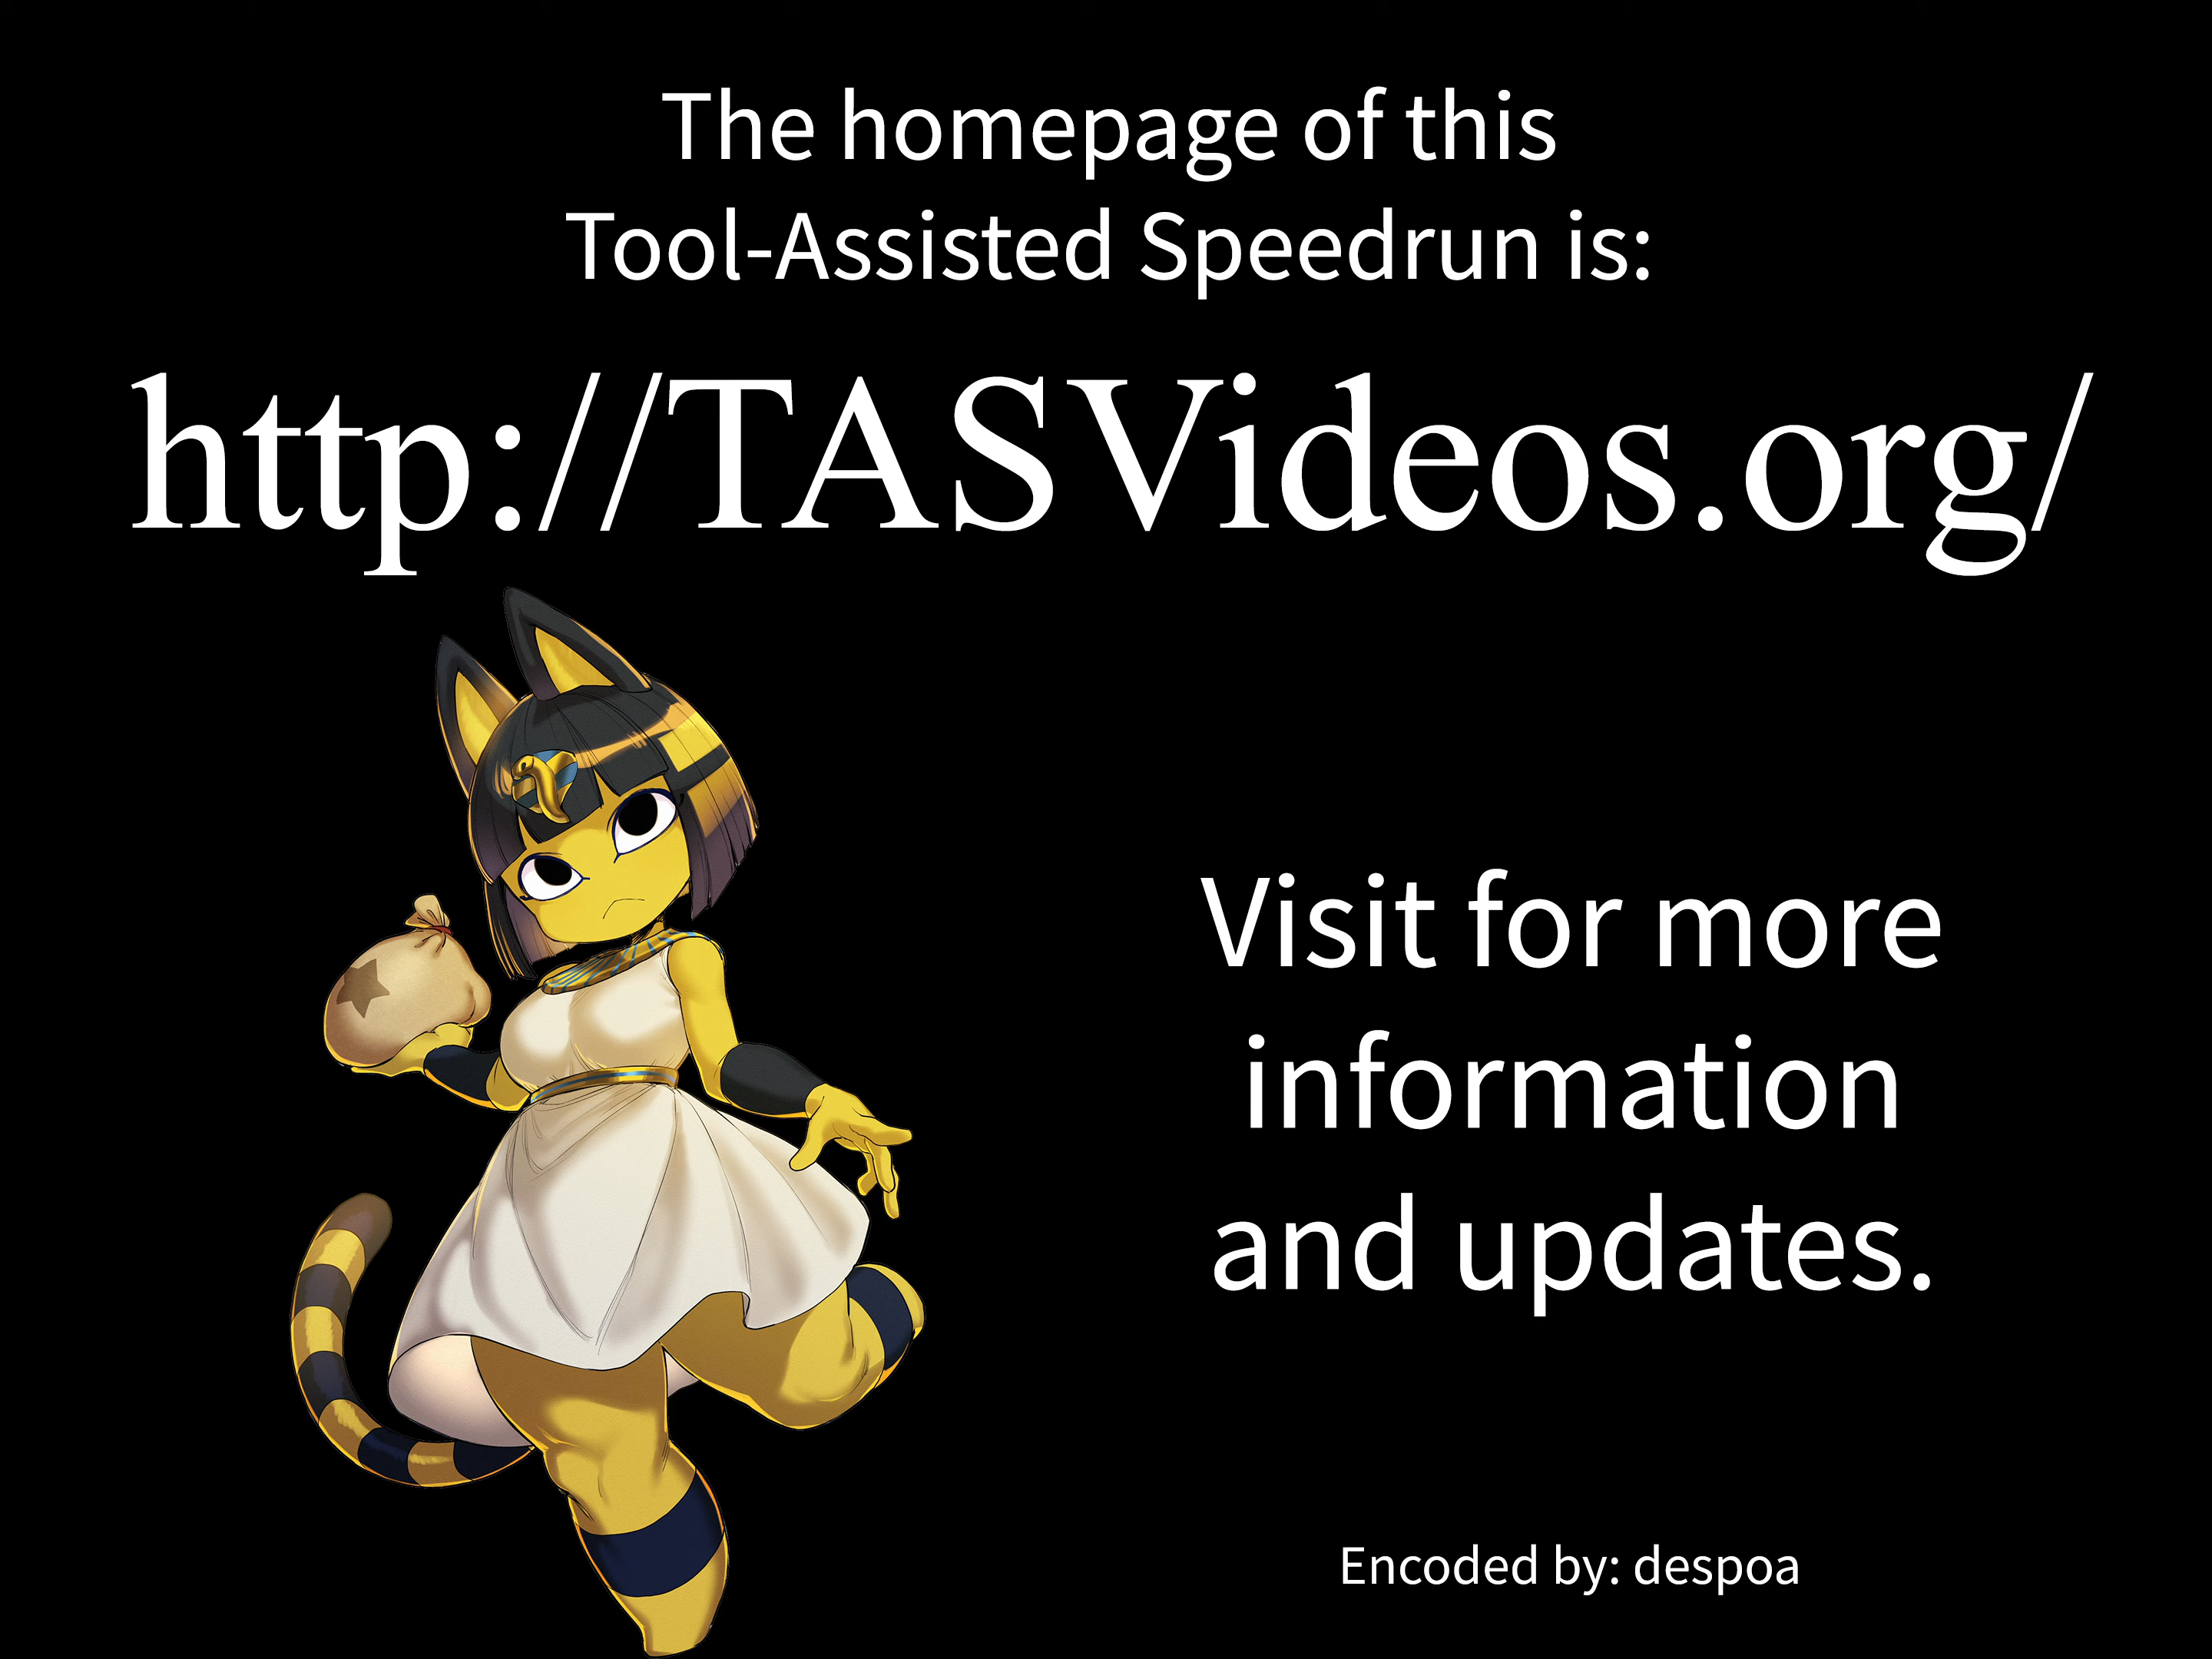 The homepage of this
Tool-Assisted Speedrun is:
http://TASVideos.org/
Visit for more
information
and updates.
Encoded by: despoa